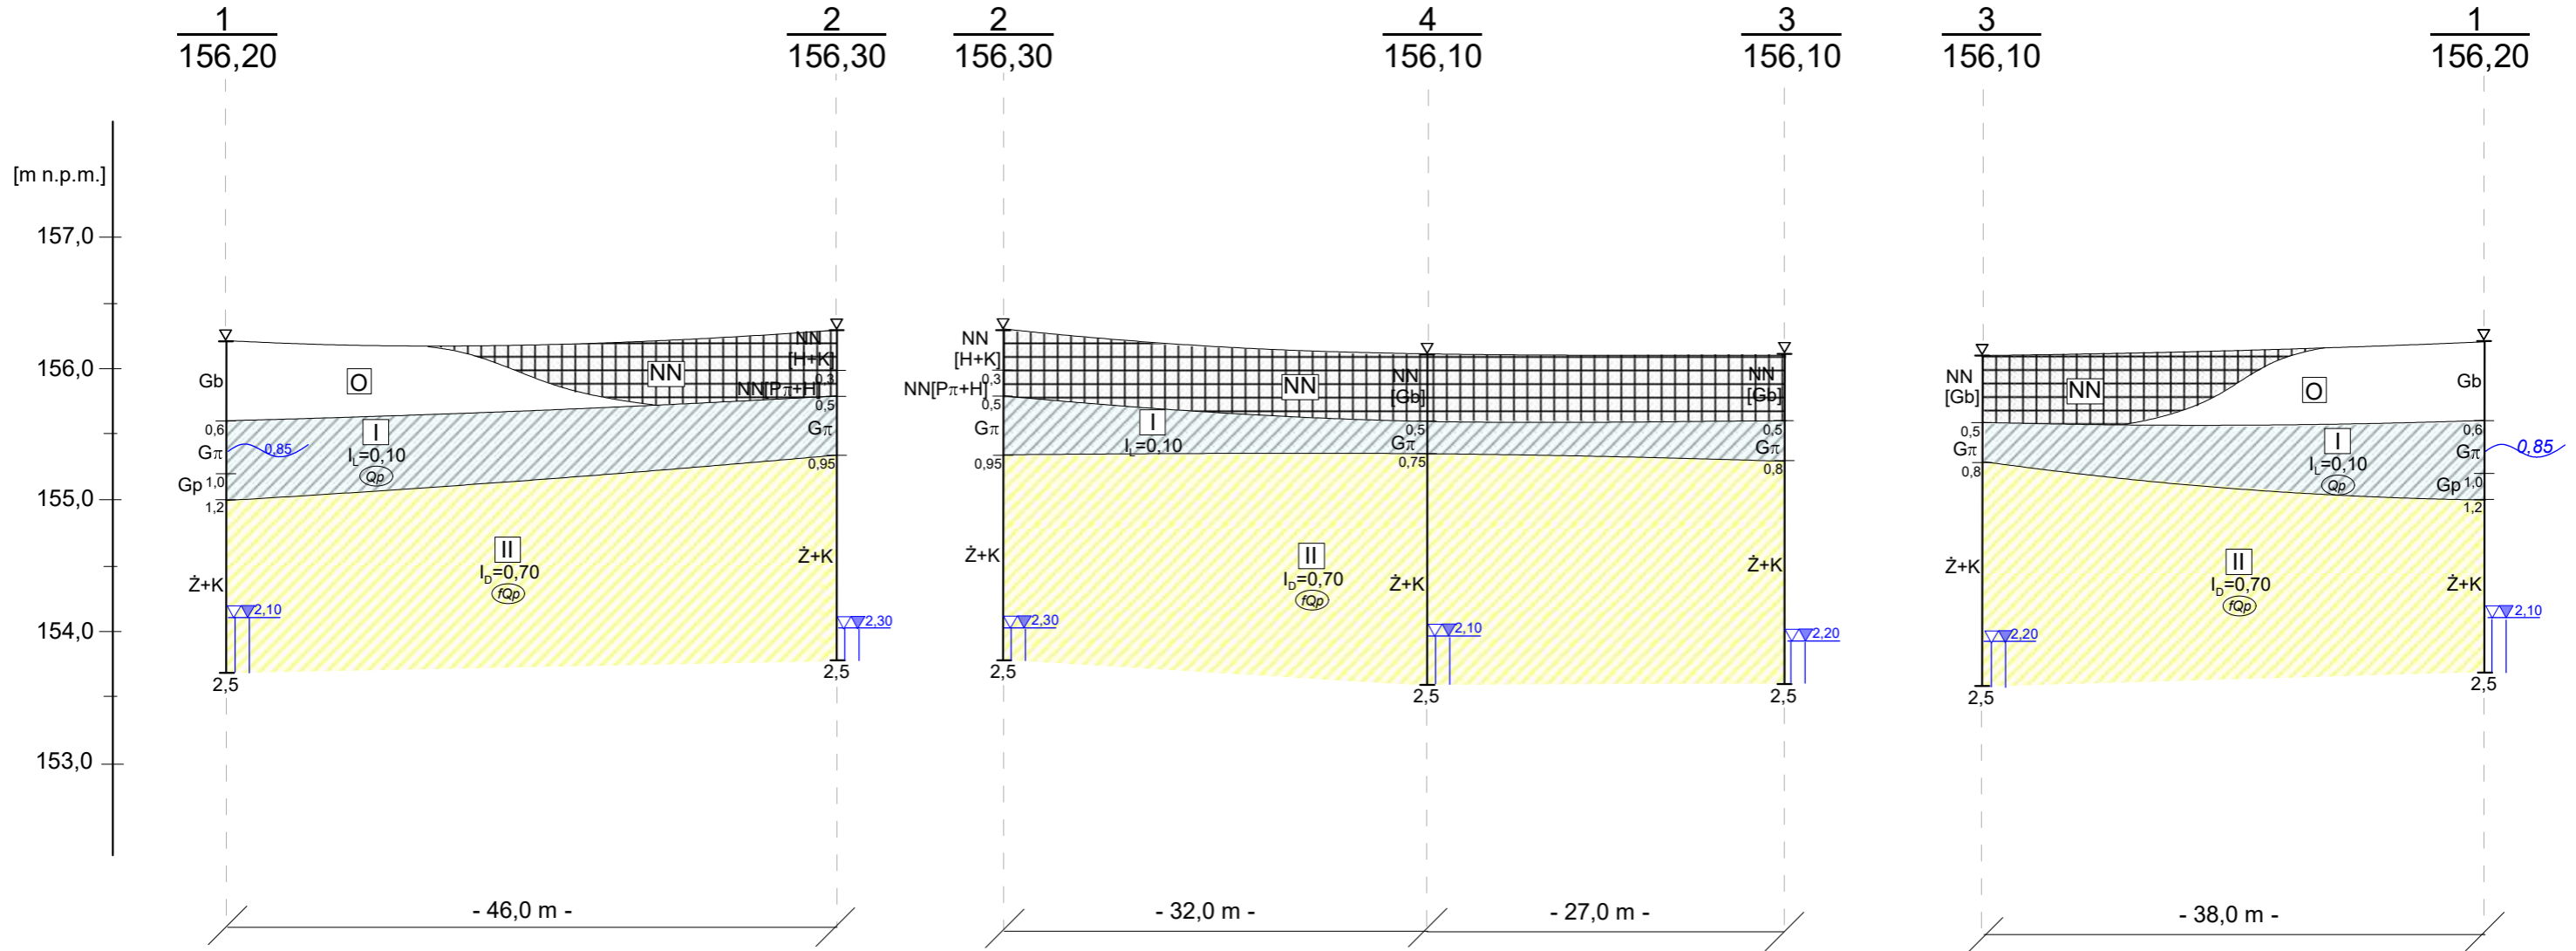 1
156,20
2
156,30
2
156,30
4
156,10
3
156,10
3
156,10
1
156,20
[m n.p.m.]
157,0
156,0
155,0
154,0
153,0
Gb
O
NN
NN
[H+K]
0,3
NN[Pπ+H]
0,5
0,6
Gπ
0,85
I
I_L=0,10
Qp
Gπ
Gp 1,0
0,95
1,2
II
I_D=0,70
fQp
Ż+K
Ż+K
2,10
2,30
2,5
2,5
- 46,0 m -
NN
[H+K]
0,3
NN[Pπ+H]
0,5
NN
NN
[Gb]
NN
[Gb]
Gπ
I
I_L=0,10
0,5
Gπ
0,5
Gπ
0,95
0,75
0,8
Ż+K
II
I_D=0,70
fQp
Ż+K
Ż+K
2,30
2,10
2,20
2,5
2,5
2,5
- 32,0 m -
- 27,0 m -
NN
[Gb]
NN
O
Gb
0,5
0,6
Gπ
I
I_L=0,10
Qp
Gπ
0,85
0,8
Gp 1,0
1,2
Ż+K
II
I_D=0,70
fQp
Ż+K
2,20
2,10
2,5
2,5
- 38,0 m -